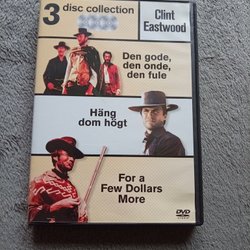 3 disc collection
Clint
Eastwood
Den gode,
den onde,
den fule
Häng
dom högt
For a
Few Dollars
More
DVD